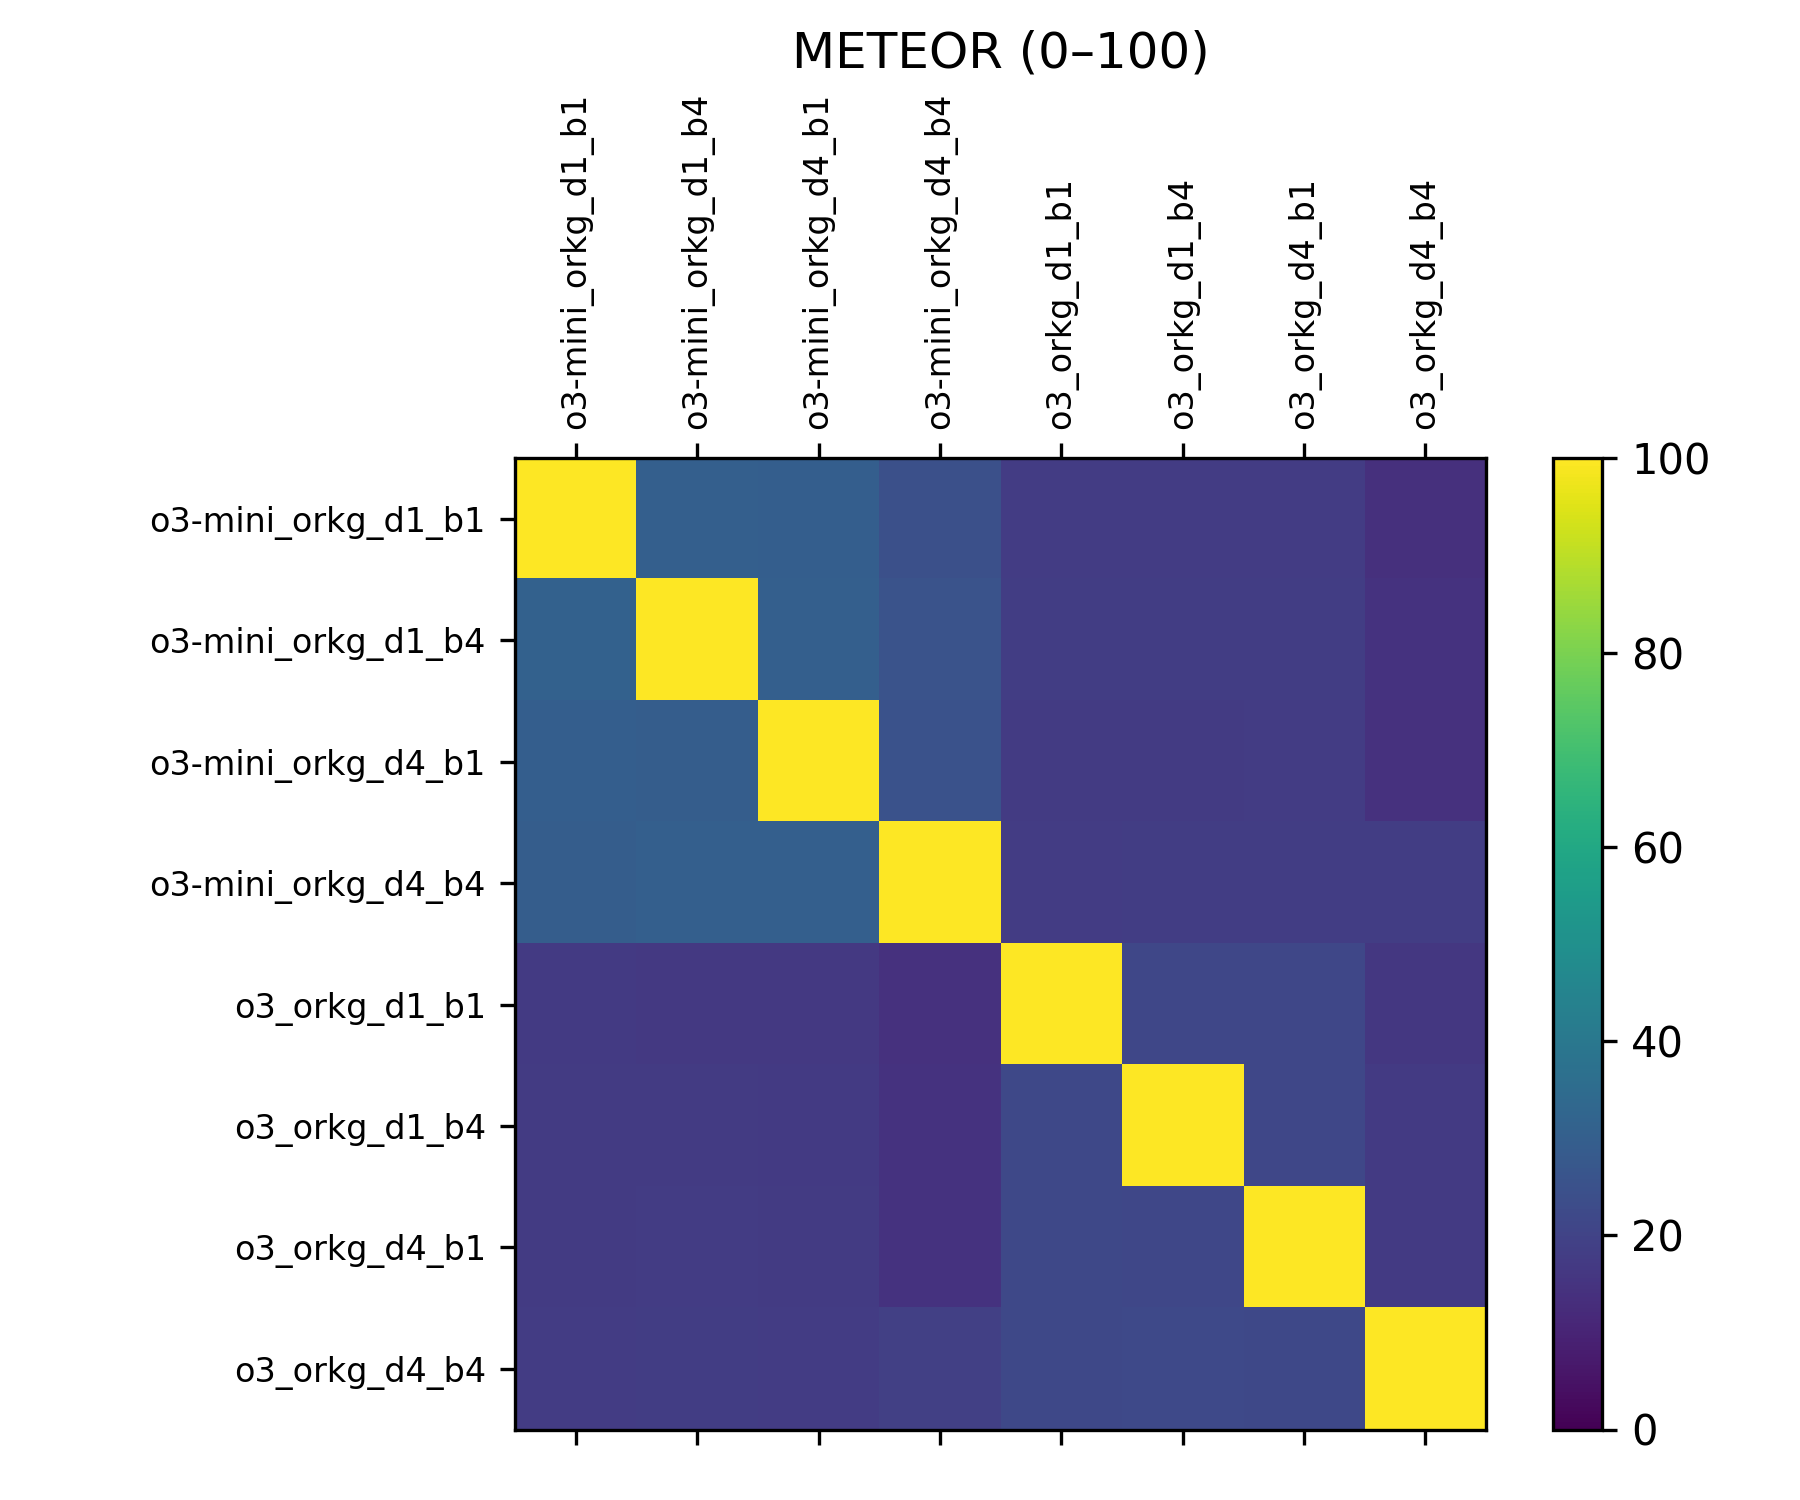 METEOR (0–100)
o3-mini_orkg_d1_b1
o3-mini_orkg_d1_b4
o3-mini_orkg_d4_b1
o3-mini_orkg_d4_b4
o3_orkg_d1_b1
o3_orkg_d1_b4
o3_orkg_d4_b1
o3_orkg_d4_b4
o3-mini_orkg_d1_b1
o3-mini_orkg_d1_b4
o3-mini_orkg_d4_b1
o3-mini_orkg_d4_b4
o3_orkg_d1_b1
o3_orkg_d1_b4
o3_orkg_d4_b1
o3_orkg_d4_b4
100
80
60
40
20
0